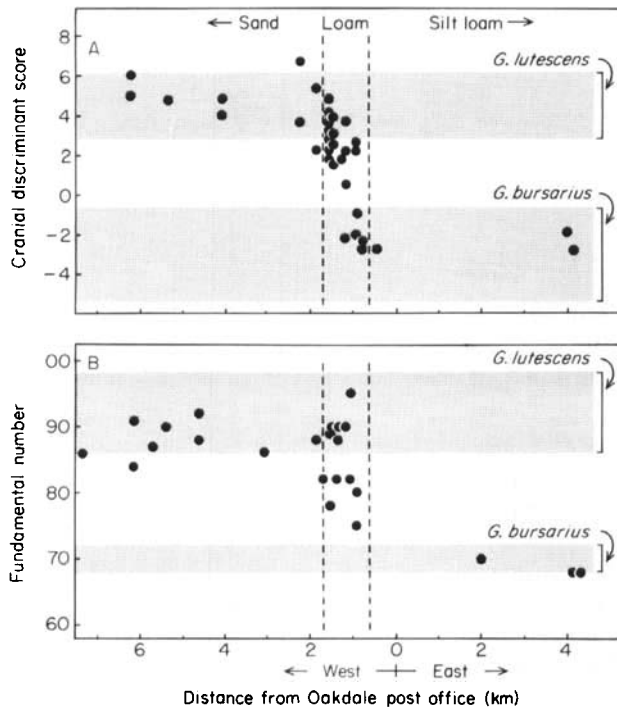 A
← Sand
Loam
Silt loam →
G. lutescens
G. bursarius
Cranial discriminant score
8
6
4
2
0
-2
-4
B
G. lutescens
G. bursarius
Fundamental number
00
90
80
70
60
6
4
2
0
2
4
← West
East →
Distance from Oakdale post office (km)